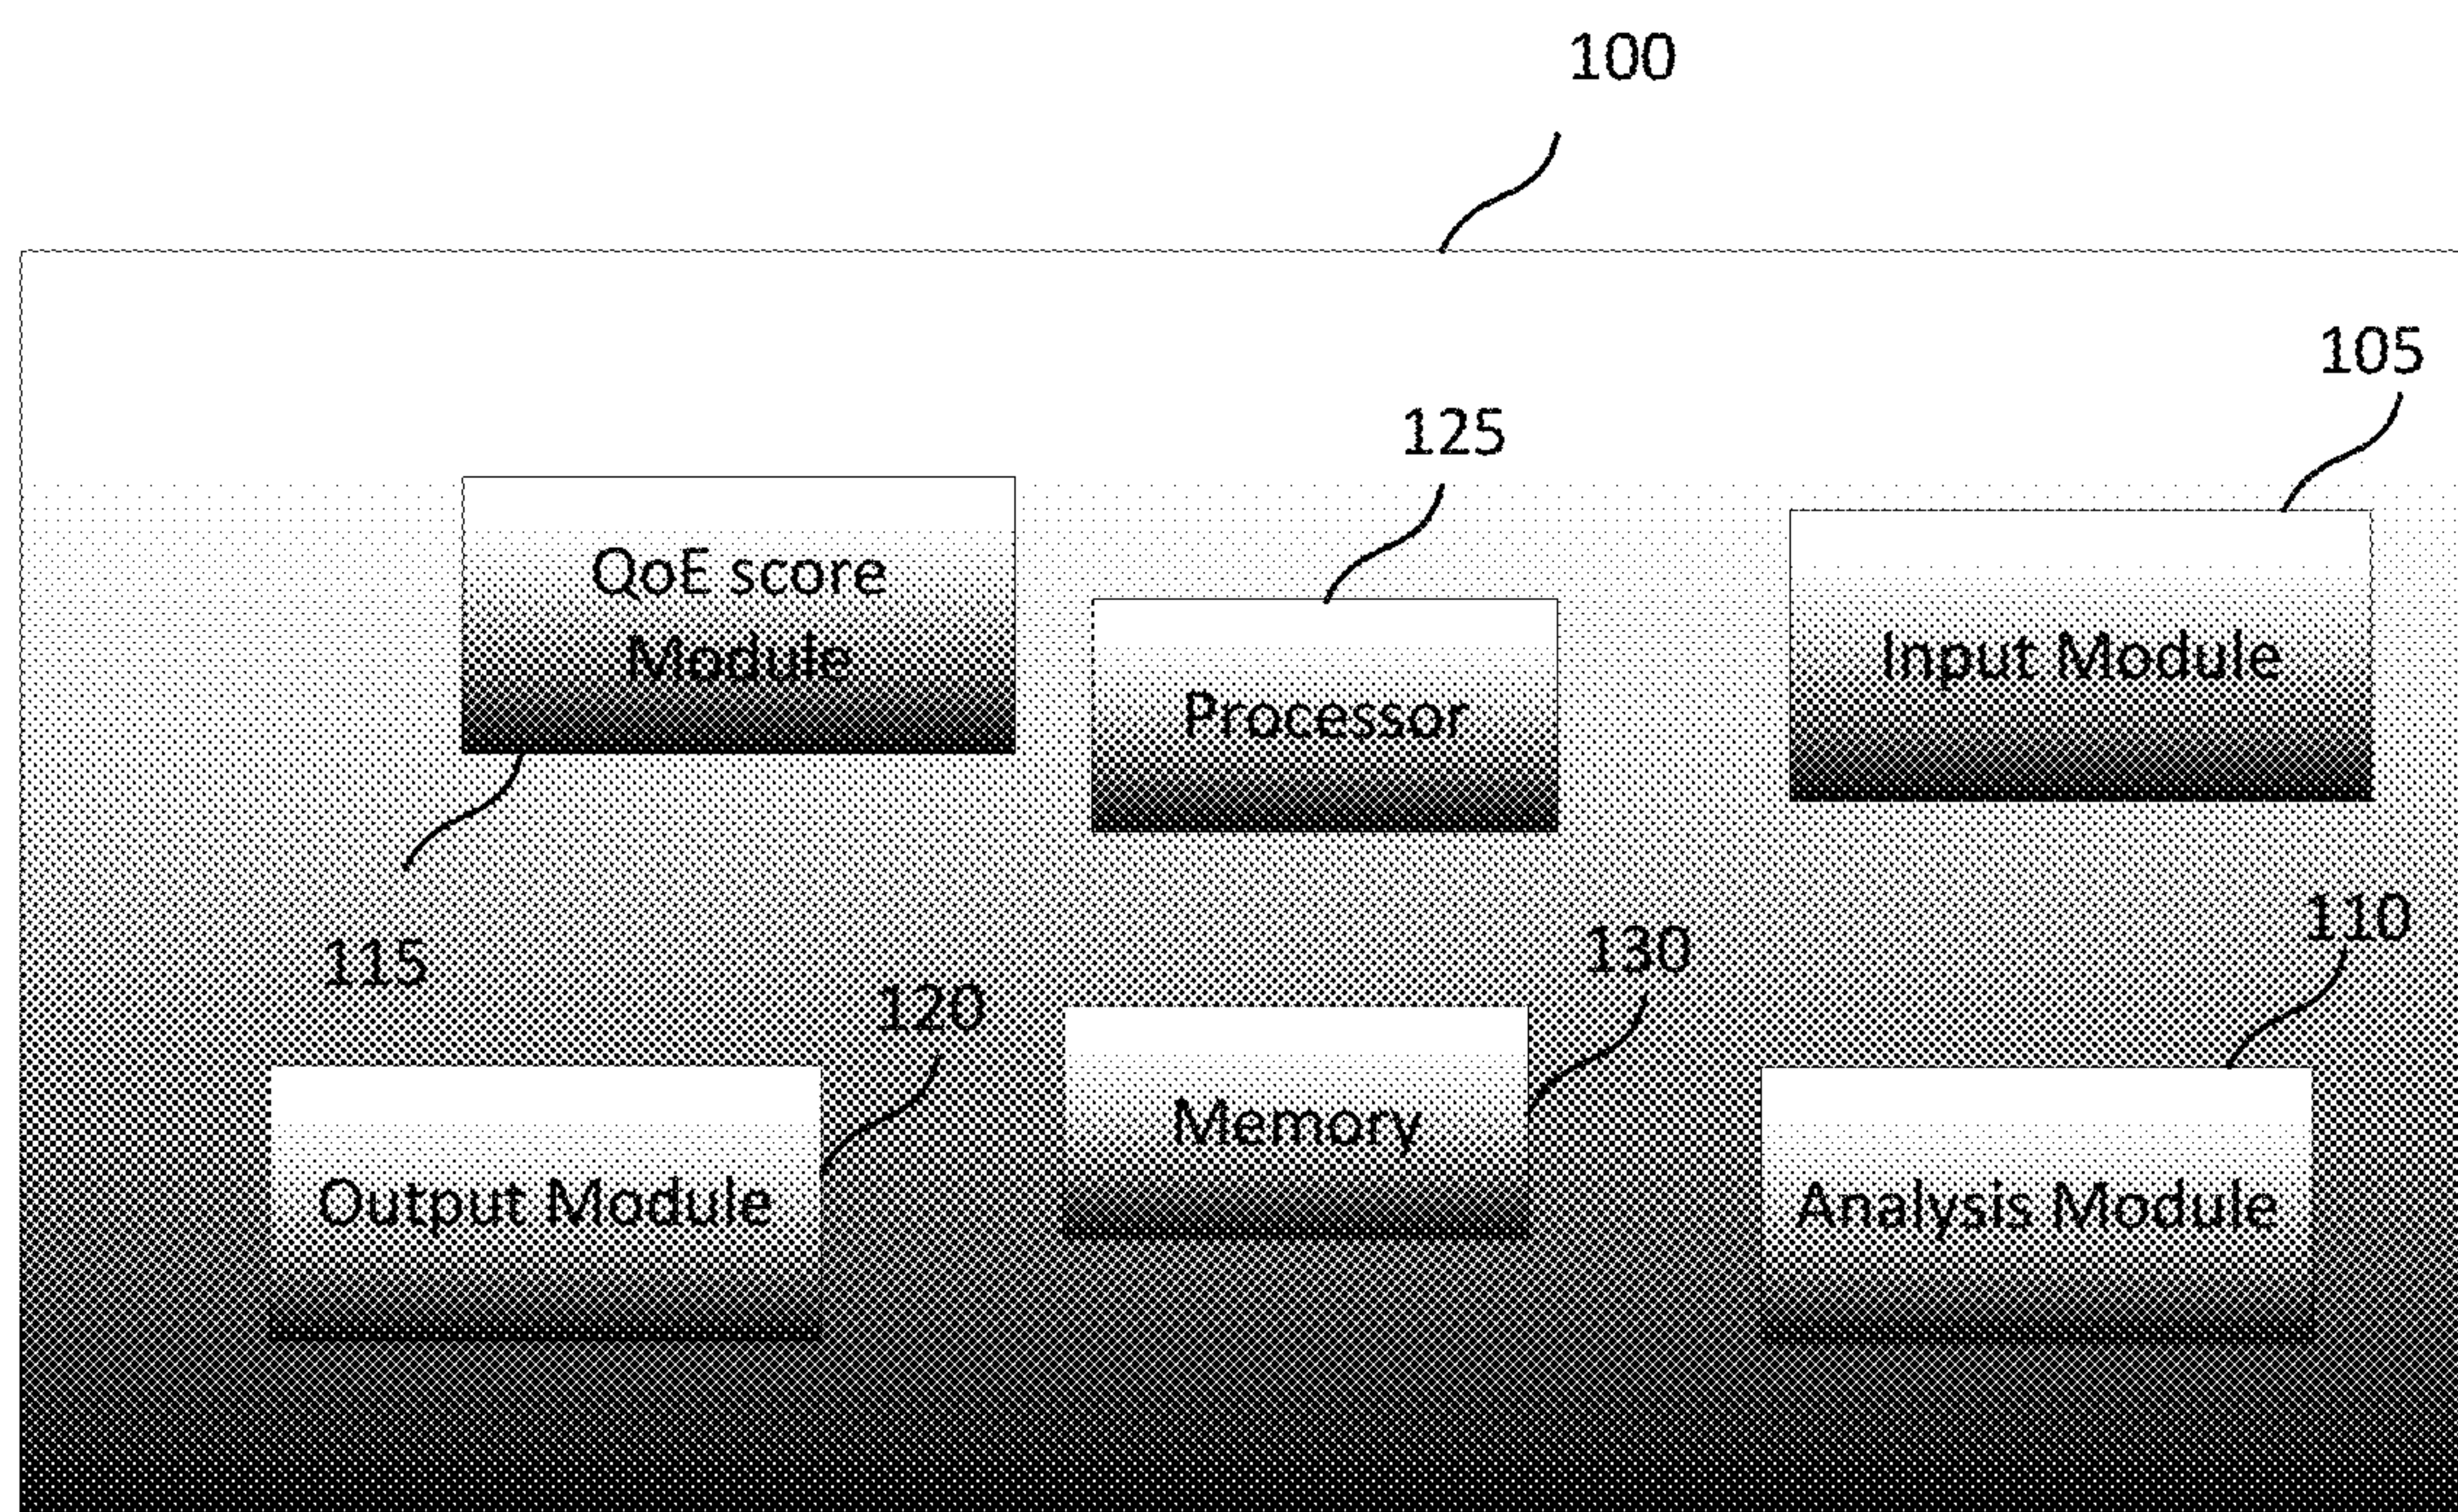 100
105
125
QoE score
Module
Input Module
Processor
115
110
130
120
Memory
Output Module
Analysis Module